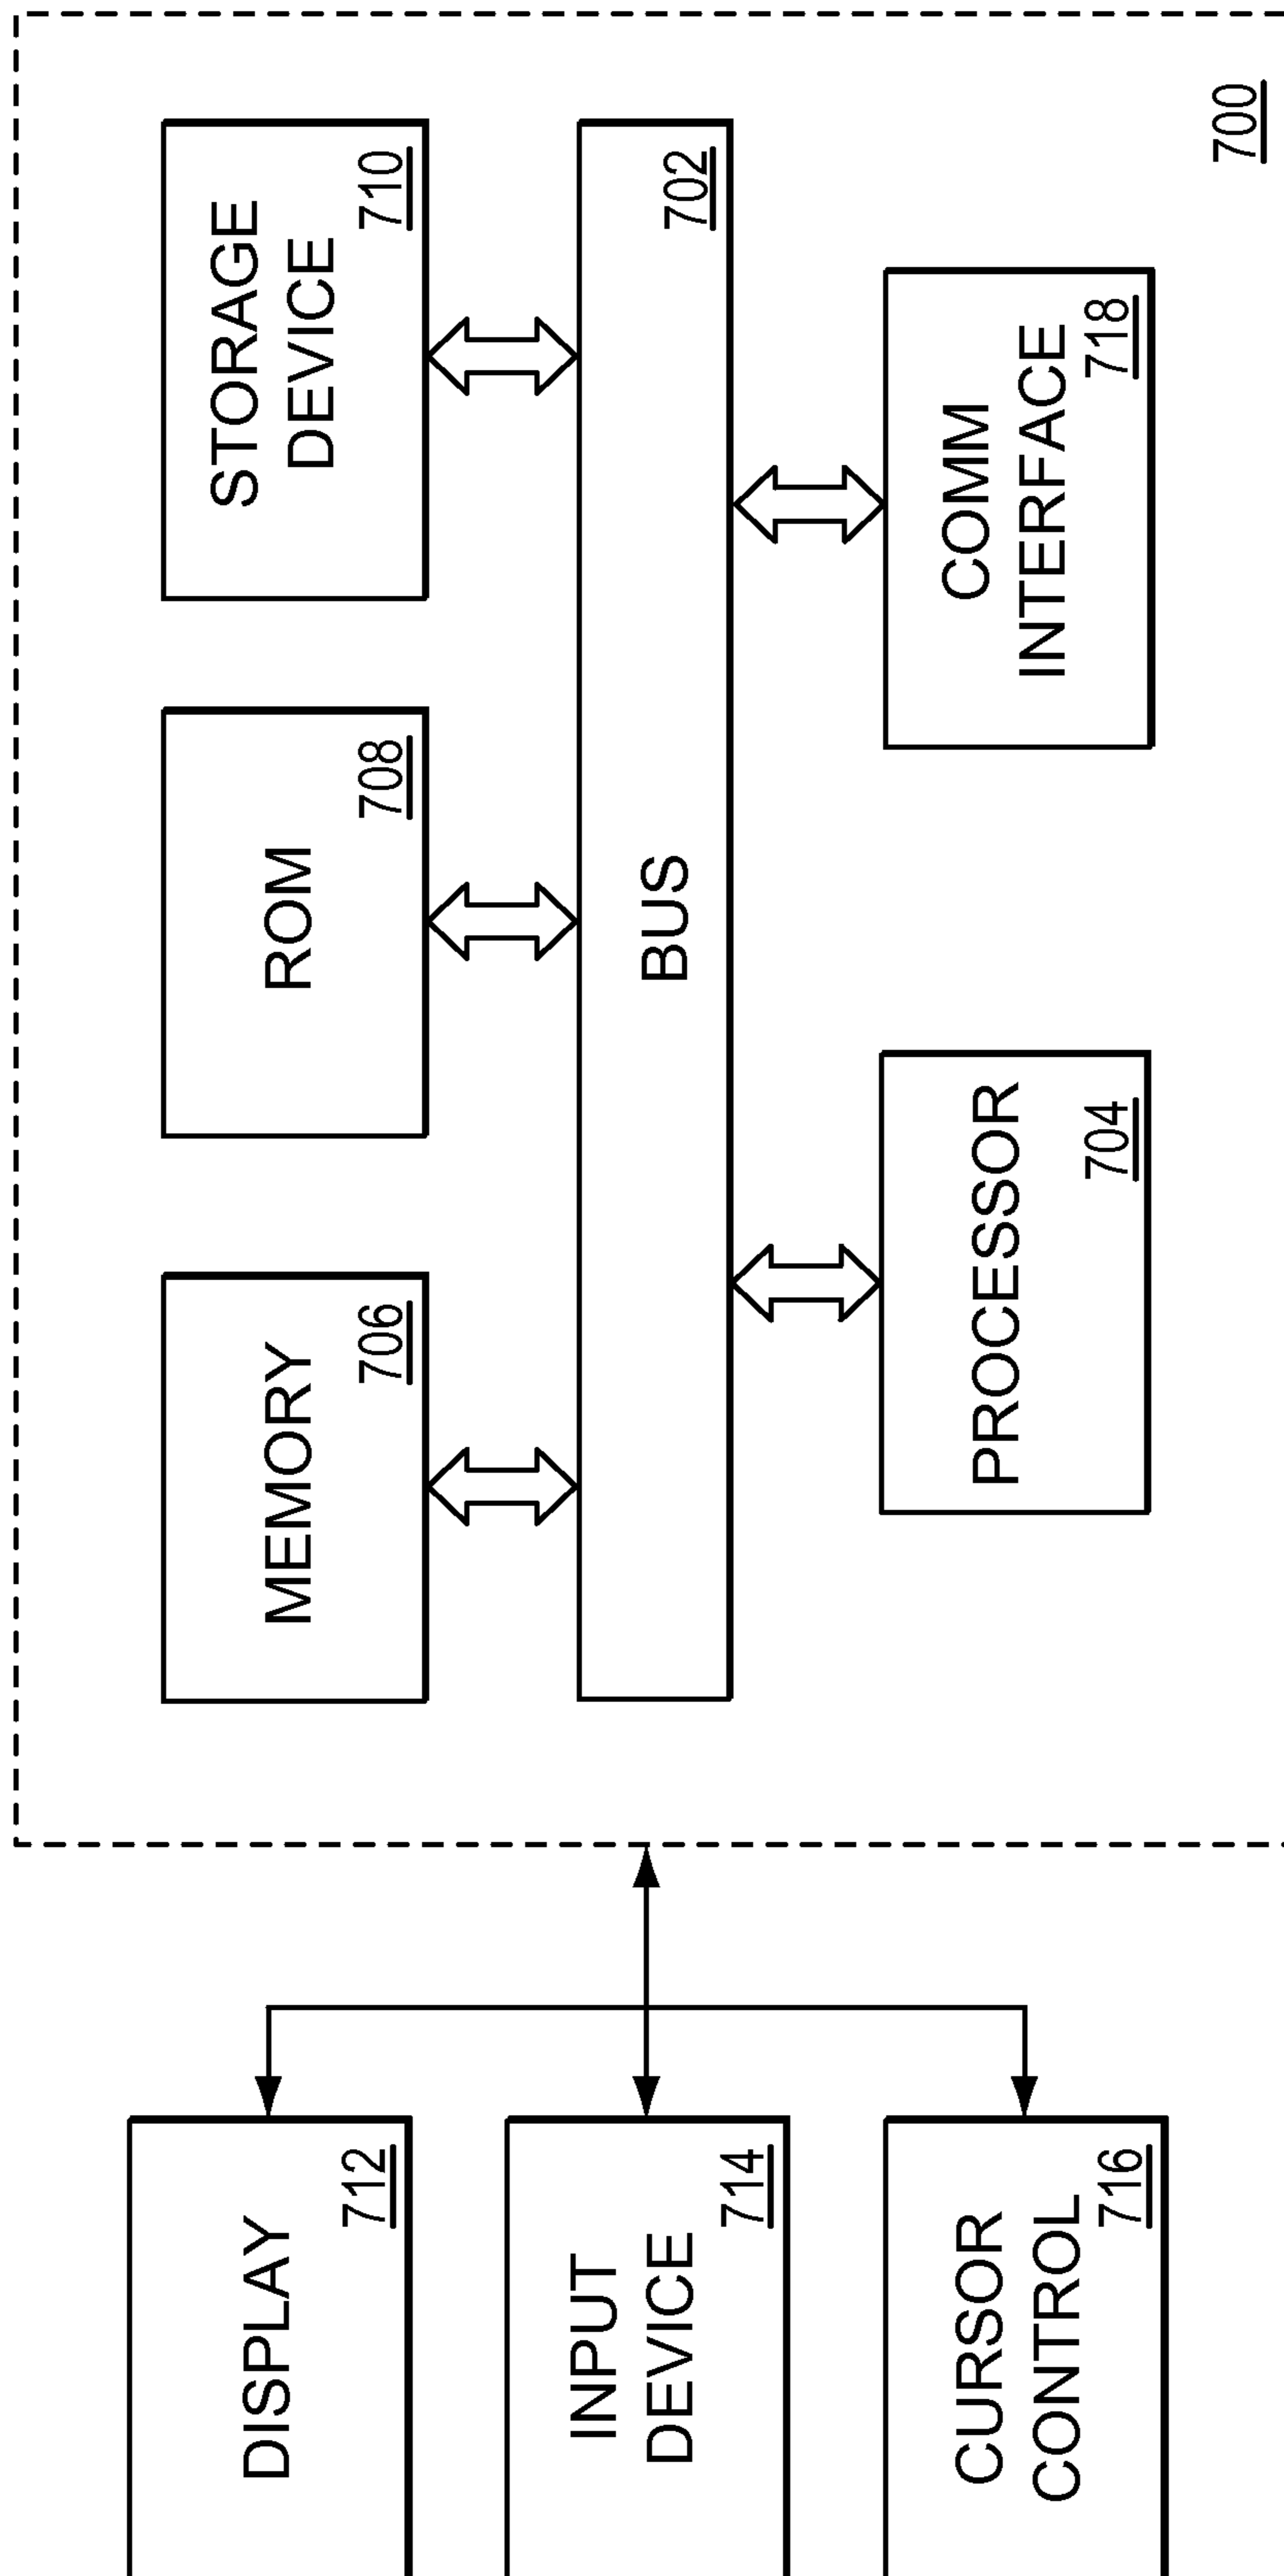 DISPLAY
712
INPUT
DEVICE
714
CURSOR
CONTROL
716
MEMORY
706
ROM
708
STORAGE
DEVICE
710
BUS
702
PROCESSOR
704
COMM
INTERFACE
718
700